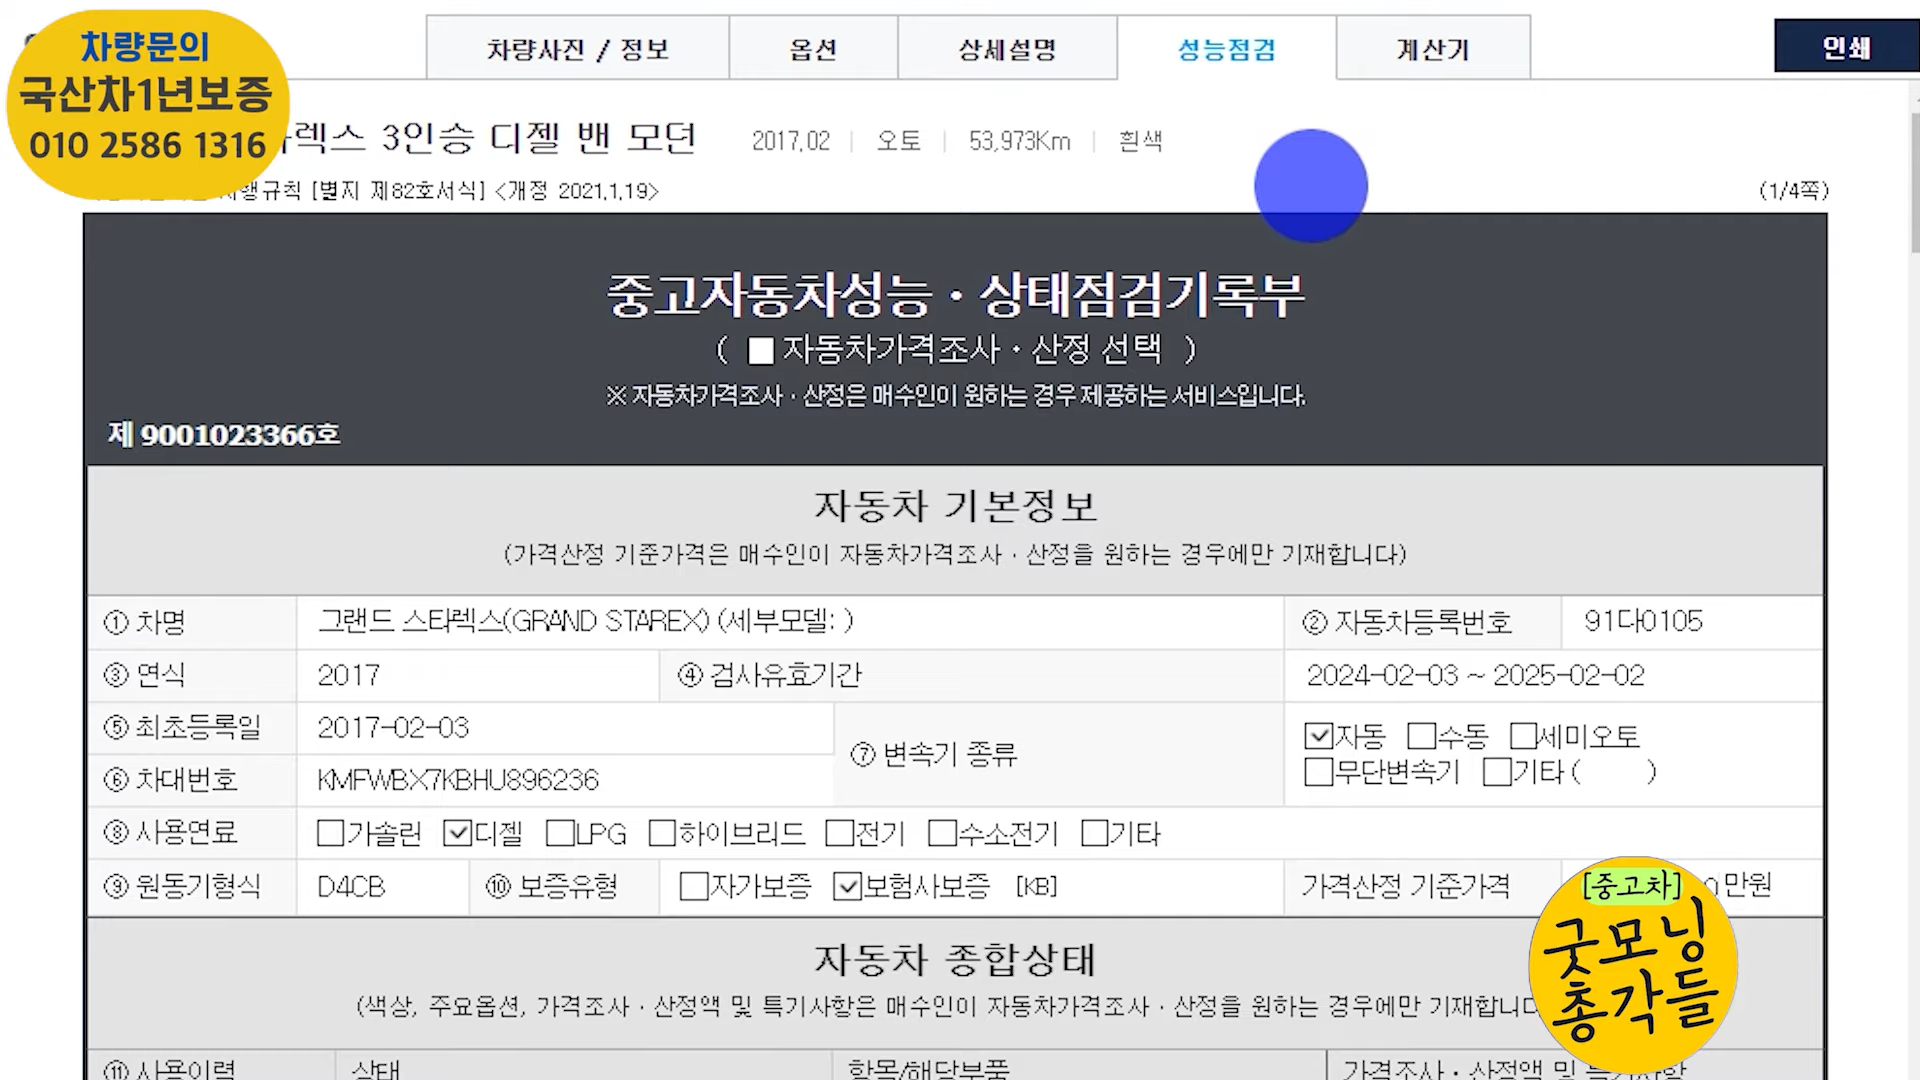 차량문의
국산차1년보증
010 2586 1316
차량사진 / 정보
옵션
상세설명
성능점검
계산기
인쇄
렉스 3인승 디젤 밴 모던
2017.02 | 오토 | 53,973Km | 흰색
규칙 [별지 제82호서식] <개정 2021.1.19>
(1/4쪽)
중고자동차성능 · 상태점검기록부
( 자동차가격조사 · 산정 선택 )
※ 자동차가격조사 · 산정은 매수인이 원하는 경우 제공하는 서비스입니다.
제 9001023366호
자동차 기본정보
(가격산정 기준가격은 매수인이 자동차가격조사 · 산정을 원하는 경우에만 기재합니다)
① 차명 그랜드 스타렉스(GRAND STAREX) (세부모델: ) ② 자동차등록번호 91다0105
③ 연식 2017 ④ 검사유효기간 2024-02-03 ~ 2025-02-02
⑤ 최초등록일 2017-02-03
⑥ 차대번호 KMFWBX7KBHU896236
⑦ 변속기 종류
자동 수동 세미오토
무단변속기 기타 ( )
⑧ 사용연료 가솔린 디젤 LPG 하이브리드 전기 수소전기 기타
⑨ 원동기형식 D4CB ⑩ 보증유형 자가보증 보험사보증 [KB] 가격산정 기준가격 만원
자동차 종합상태
(색상, 주요옵션, 가격조사 · 산정액 및 특기사항은 매수인이 자동차가격조사 · 산정을 원하는 경우에만 기재합니다
⑪ 사용이력 상태 항목/해당부품 가격조사 · 산정액 및 특기사항
[중고차]
굿모닝
총각들